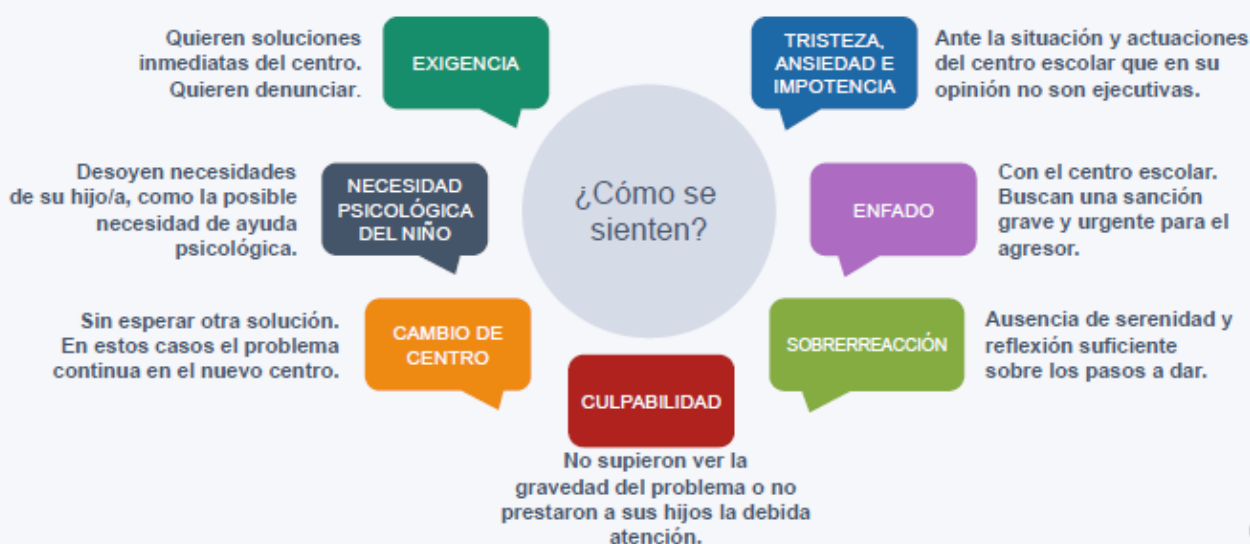 ¿Cómo se
sienten?
EXIGENCIA
Quieren soluciones
inmediatas del centro.
Quieren denunciar.
TRISTEZA,
ANSIEDAD E
IMPOTENCIA
Ante la situación y actuaciones
del centro escolar que en su
opinión no son ejecutivas.
NECESIDAD
PSICOLÓGICA
DEL NIÑO
Desoyen necesidades
de su hijo/a, como la posible
necesidad de ayuda
psicológica.
ENFADO
Con el centro escolar.
Buscan una sanción
grave y urgente para el
agresor.
CAMBIO DE
CENTRO
Sin esperar otra solución.
En estos casos el problema
continua en el nuevo centro.
SOBRERREACCIÓN
Ausencia de serenidad y
reflexión suficiente
sobre los pasos a dar.
CULPABILIDAD
No supieron ver la
gravedad del problema o no
prestaron a sus hijos la debida
atención.